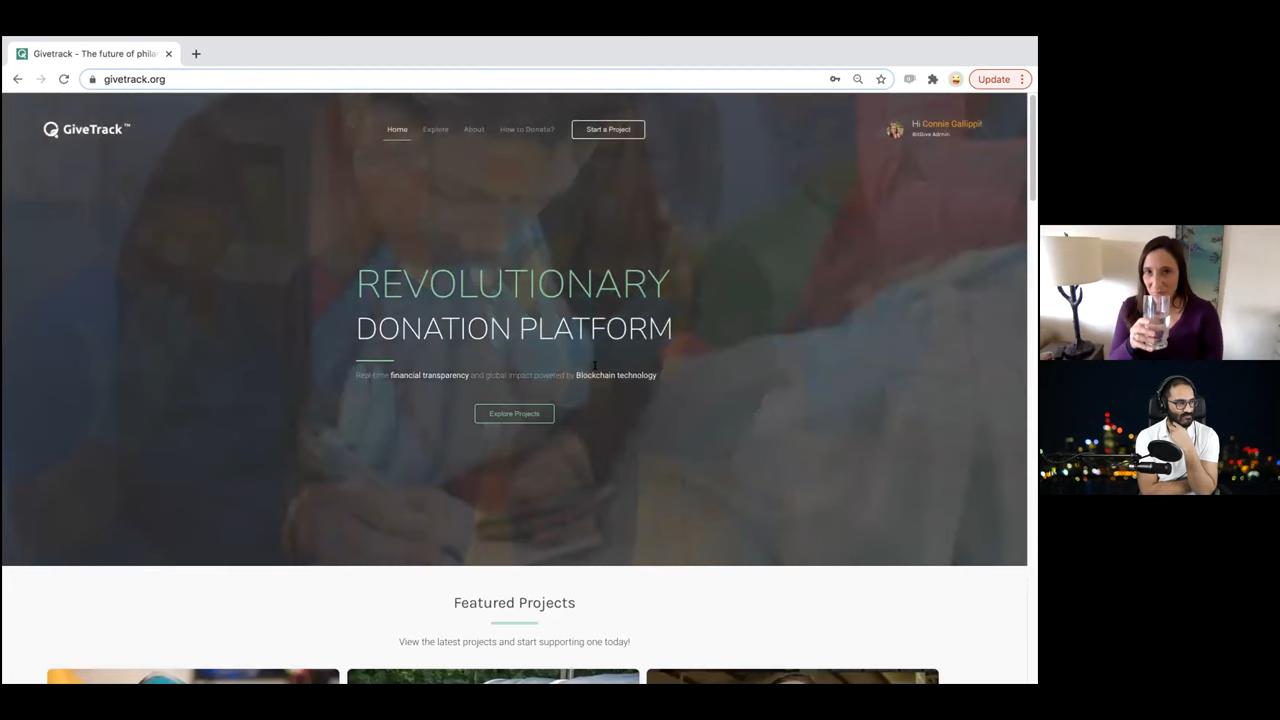 Givetrack - The future of phila
givetrack.org
Update
GiveTrack™
Home
Explore
About
How to Donate?
Start a Project
Hi Connie Gallippi!
BitGive Admin
REVOLUTIONARY
DONATION PLATFORM
Real-time financial transparency and global impact powered by Blockchain technology
Explore Projects
Featured Projects
View the latest projects and start supporting one today!